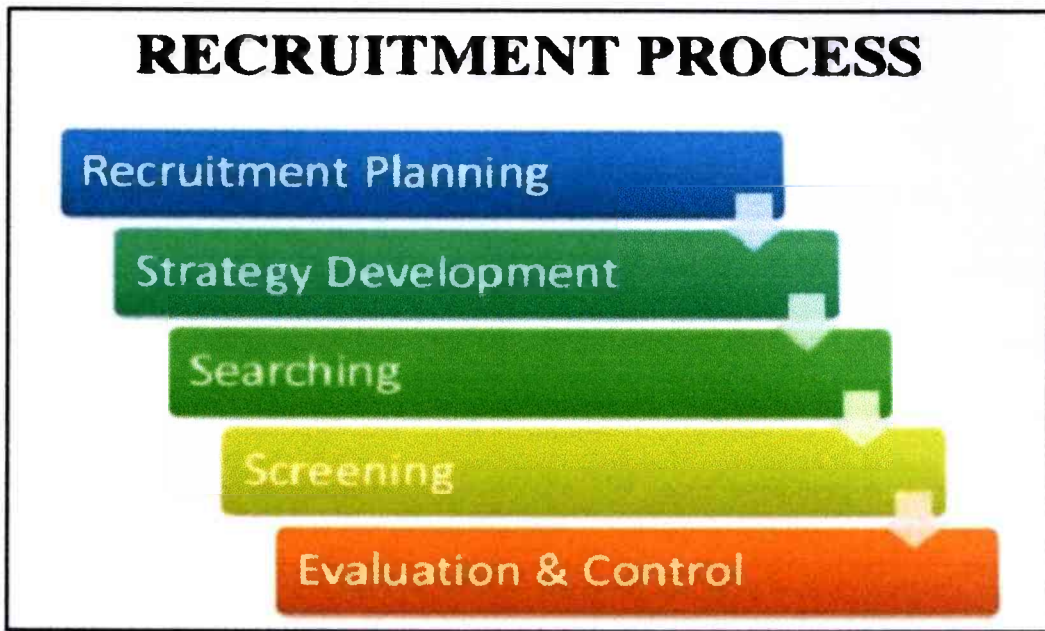 RECRUITMENT PROCESS
Recruitment Planning
Strategy Development
Searching
Screening
Evaluation & Control